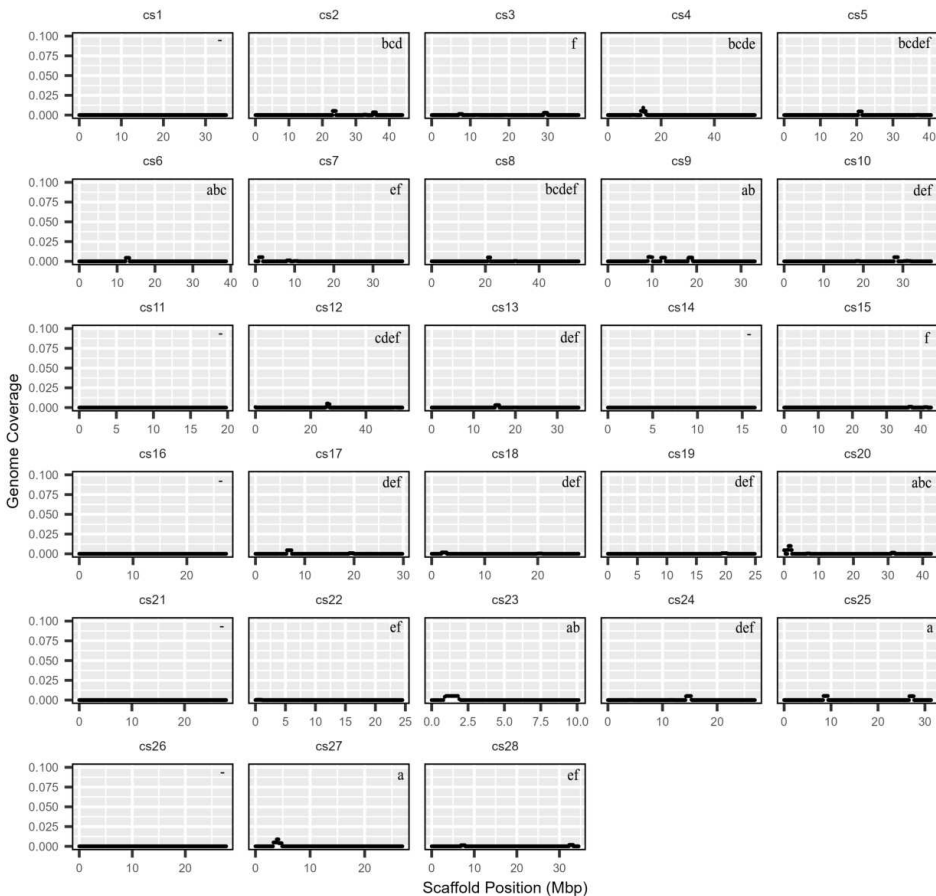 cs1 cs2 cs3 cs4 cs5
0.100
0.075
0.050
0.025
0.000
- bcd f bcde bcdef
0 10 20 30 0 10 20 30 40 0 10 20 30 0 20 40 0 10 20 30 40
cs6 cs7 cs8 cs9 cs10
0.100
0.075
0.050
0.025
0.000
abc ef bcdef ab def
0 10 20 30 40 0 10 20 30 0 20 40 0 10 20 30 0 10 20 30
cs11 cs12 cs13 cs14 cs15
0.100
0.075
0.050
0.025
0.000
- cdef def - f
0 5 10 15 20 0 20 40 0 10 20 30 0 5 10 15 0 10 20 30 40
Genome Coverage
cs16 cs17 cs18 cs19 cs20
0.100
0.075
0.050
0.025
0.000
- def def def abc
0 10 20 0 10 20 30 0 10 20 0 5 10 15 20 25 0 10 20 30 40
cs21 cs22 cs23 cs24 cs25
0.100
0.075
0.050
0.025
0.000
- ef ab def a
0 10 20 0 5 10 15 20 25 0.0 2.5 5.0 7.5 10.0 0 10 20 0 10 20 30
cs26 cs27 cs28
0.100
0.075
0.050
0.025
0.000
- a ef
0 10 20 0 10 20 0 10 20 30
Scaffold Position (Mbp)